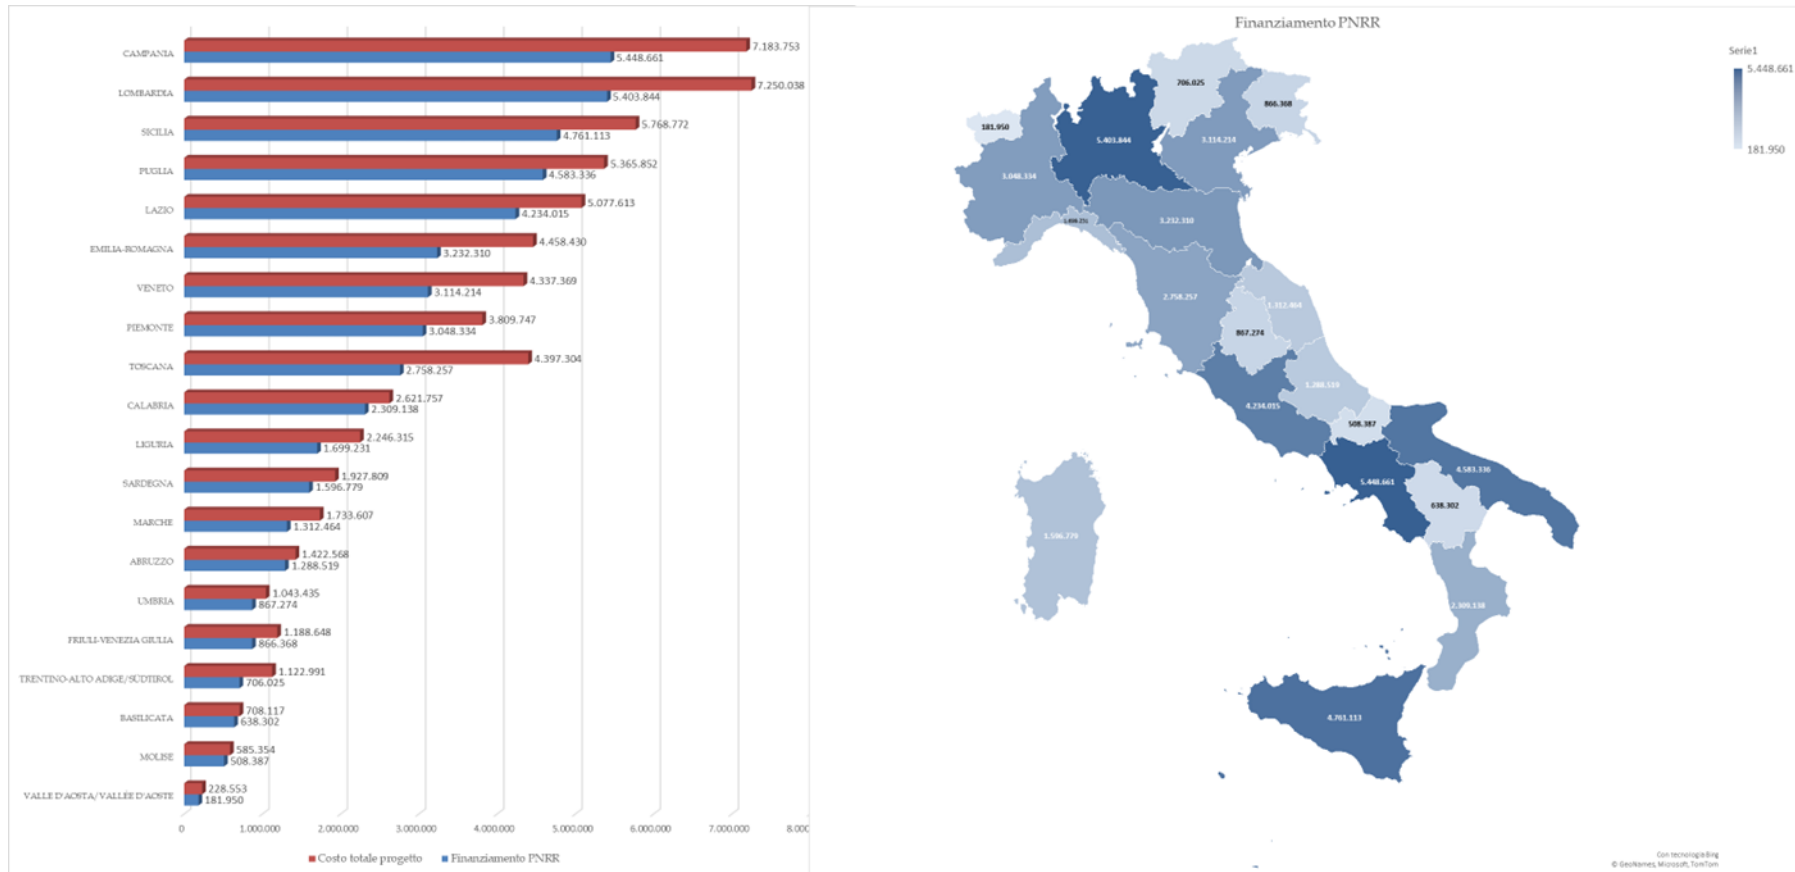 CAMPANIA
7.183.753
5.448.661
LOMBARDIA
7.250.038
5.403.844
SICILIA
5.768.772
4.761.113
PUGLIA
5.365.852
4.583.336
LAZIO
5.077.613
4.234.015
EMILIA-ROMAGNA
4.458.430
3.232.310
VENETO
4.337.369
3.114.214
PIEMONTE
3.809.747
3.048.334
TOSCANA
4.397.304
2.758.257
CALABRIA
2.621.757
2.309.138
LIGURIA
2.246.315
1.699.231
SARDEGNA
1.927.809
1.596.779
MARCHE
1.733.607
1.312.464
ABRUZZO
1.422.568
1.288.519
UMBRIA
1.043.435
867.274
FRIULI-VENEZIA GIULIA
1.188.648
866.368
TRENTINO-ALTO ADIGE/SÜDTIROL
1.122.991
706.025
BASILICATA
708.117
638.302
MOLISE
585.354
508.387
VALLE D'AOSTA/VALLÉE D'AOSTE
228.553
181.950
0 1.000.000 2.000.000 3.000.000 4.000.000 5.000.000 6.000.000 7.000.000 8.000
Costo totale progetto Finanziamento PNRR
Finanziamento PNRR
Serie1
5.448.661
181.950
706.025
866.368
181.950
5.403.844
3.114.214
3.048.334
1.699.231
3.232.310
2.758.257
1.312.464
867.274
1.288.519
4.234.015
508.387
4.583.336
5.448.661
638.302
1.596.779
2.309.138
4.761.113
Con tecnologia Bing
© GeoNames, Microsoft, TomTom